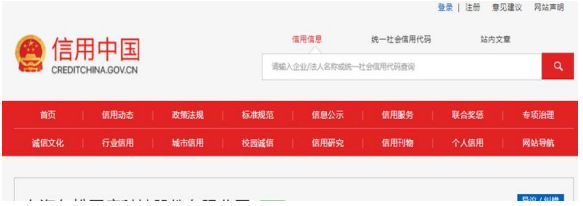 登录 | 注册 意见建议 网站声明
信用中国
CREDITCHINA.GOV.CN
信用信息 统一社会信用代码 站内文章
请输入企业/法人名称或统一社会信用代码查询
首页 信用动态 政策法规 标准规范 信息公示 信用服务 联合奖惩 专项治理
诚信文化 行业信用 城市信用 校园诚信 信用研究 信用刊物 个人信用 网站导航